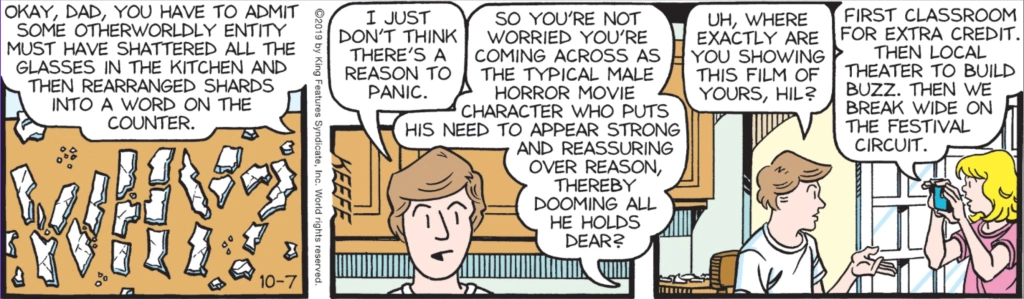 OKAY, DAD, YOU HAVE TO ADMIT
SOME OTHERWORLDLY ENTITY
MUST HAVE SHATTERED ALL THE
GLASSES IN THE KITCHEN AND
THEN REARRANGED SHARDS
INTO A WORD ON THE
COUNTER.
WHY?
10-7
©2019 by King Features Syndicate, Inc. World rights reserved.
I JUST
DON'T THINK
THERE'S A
REASON TO
PANIC.
SO YOU'RE NOT
WORRIED YOU'RE
COMING ACROSS AS
THE TYPICAL MALE
HORROR MOVIE
CHARACTER WHO PUTS
HIS NEED TO APPEAR STRONG
AND REASSURING
OVER REASON,
THEREBY
DOOMING ALL
HE HOLDS
DEAR?
UH, WHERE
EXACTLY ARE
YOU SHOWING
THIS FILM OF
YOURS, HIL?
FIRST CLASSROOM
FOR EXTRA CREDIT.
THEN LOCAL
THEATER TO BUILD
BUZZ. THEN WE
BREAK WIDE ON
THE FESTIVAL
CIRCUIT.